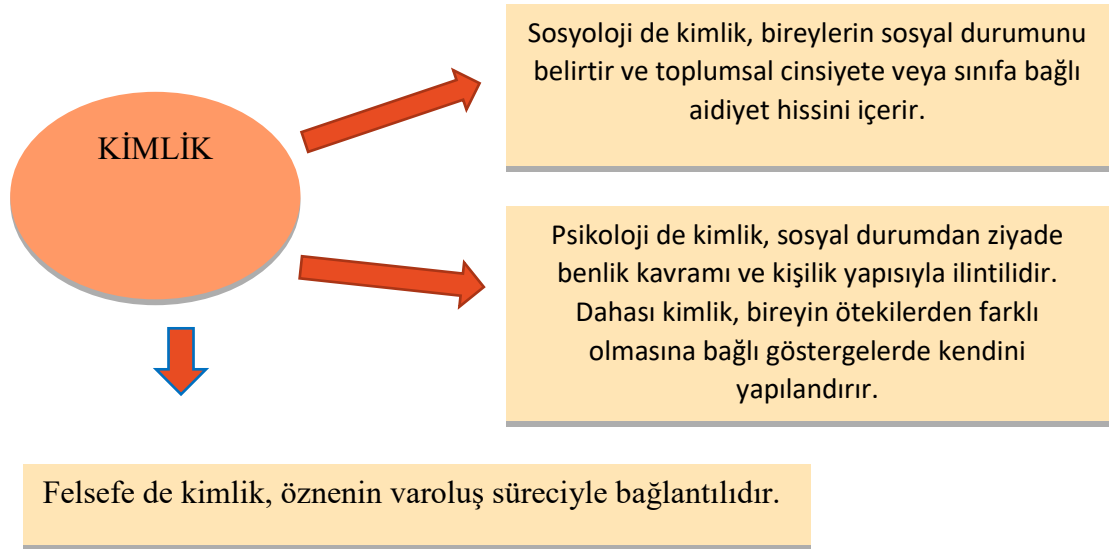 KİMLİK
Sosyoloji de kimlik, bireylerin sosyal durumunu
belirtir ve toplumsal cinsiyete veya sınıfa bağlı
aidiyet hissini içerir.
Psikoloji de kimlik, sosyal durumdan ziyade
benlik kavramı ve kişilik yapısıyla ilintilidir.
Dahası kimlik, bireyin ötekilerden farklı
olmasına bağlı göstergelerde kendini
yapılandırır.
Felsefe de kimlik, öznenin varoluş süreciyle bağlantılıdır.